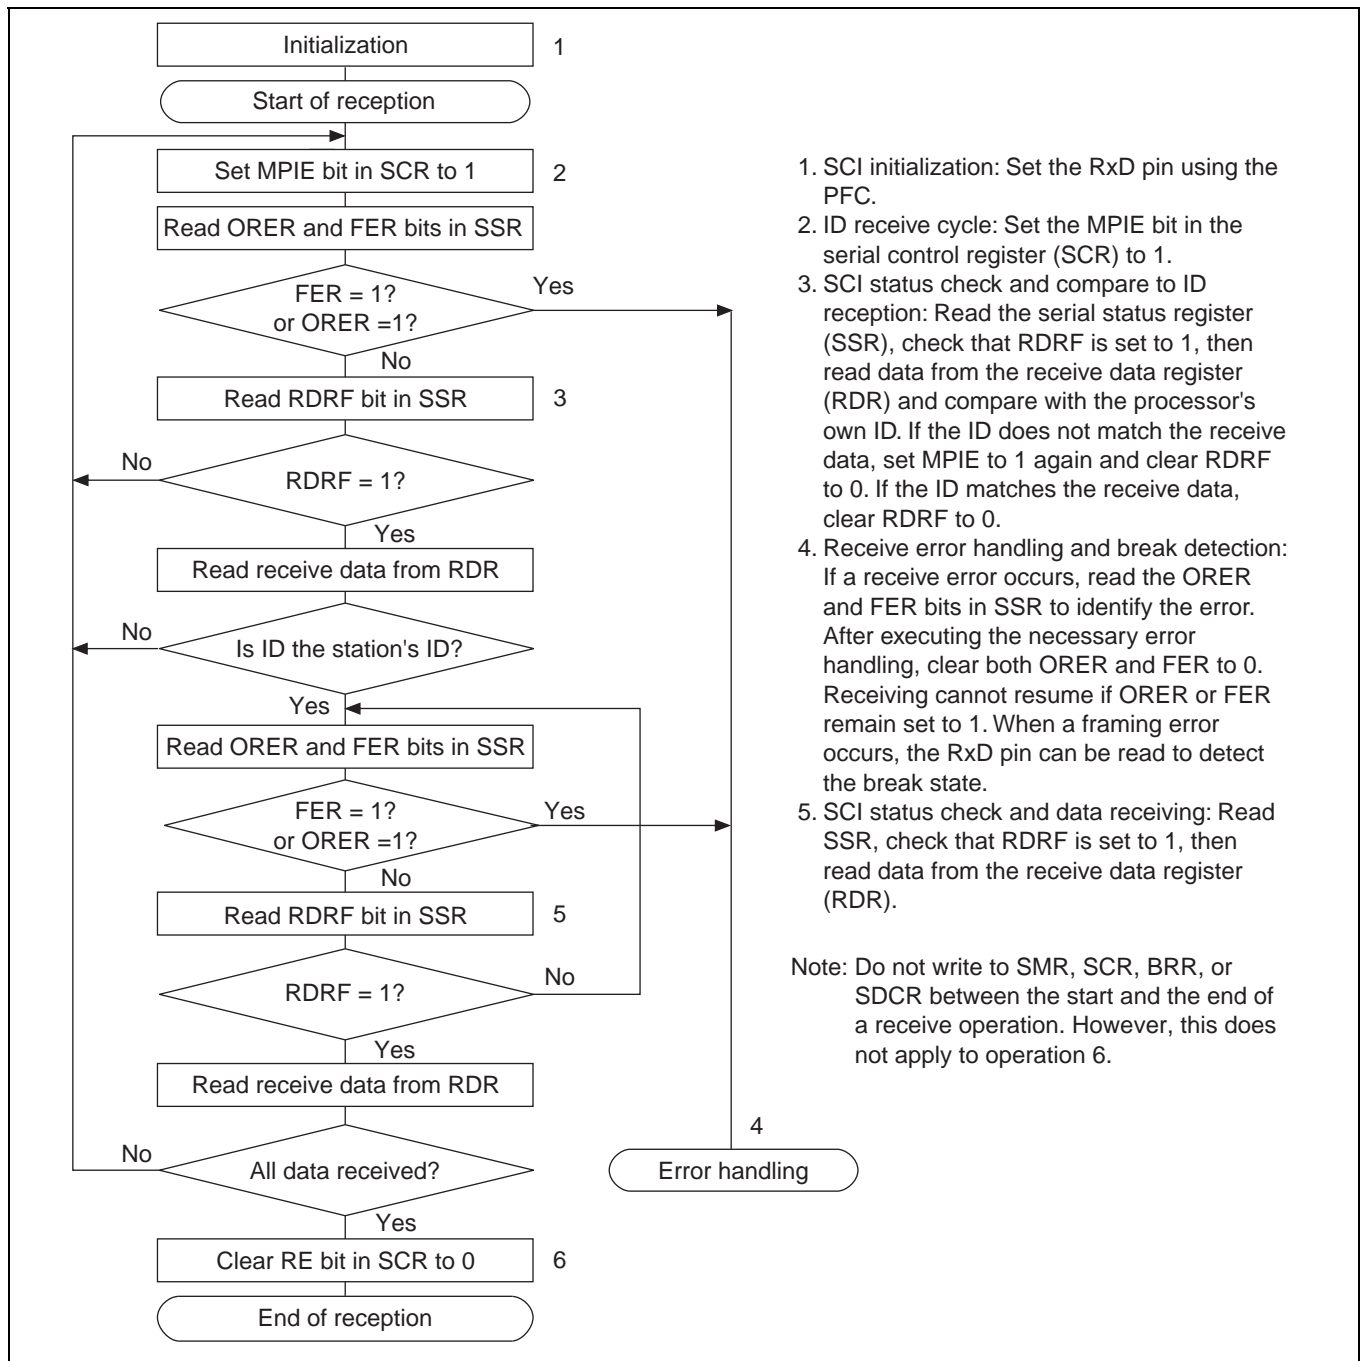 Initialization 1
Start of reception
Set MPIE bit in SCR to 1 2
Read ORER and FER bits in SSR
FER = 1?
or ORER =1?
Yes
No
Read RDRF bit in SSR 3
No
RDRF = 1?
Yes
Read receive data from RDR
No
Is ID the station's ID?
Yes
Read ORER and FER bits in SSR
FER = 1?
or ORER =1?
Yes
No
Read RDRF bit in SSR 5
RDRF = 1?
No
Yes
Read receive data from RDR
No
All data received?
4
Error handling
Yes
Clear RE bit in SCR to 0 6
End of reception
1. SCI initialization: Set the RxD pin using the
PFC.
2. ID receive cycle: Set the MPIE bit in the
serial control register (SCR) to 1.
3. SCI status check and compare to ID
reception: Read the serial status register
(SSR), check that RDRF is set to 1, then
read data from the receive data register
(RDR) and compare with the processor's
own ID. If the ID does not match the receive
data, set MPIE to 1 again and clear RDRF
to 0. If the ID matches the receive data,
clear RDRF to 0.
4. Receive error handling and break detection:
If a receive error occurs, read the ORER
and FER bits in SSR to identify the error.
After executing the necessary error
handling, clear both ORER and FER to 0.
Receiving cannot resume if ORER or FER
remain set to 1. When a framing error
occurs, the RxD pin can be read to detect
the break state.
5. SCI status check and data receiving: Read
SSR, check that RDRF is set to 1, then
read data from the receive data register
(RDR).
Note: Do not write to SMR, SCR, BRR, or
SDCR between the start and the end of
a receive operation. However, this does
not apply to operation 6.